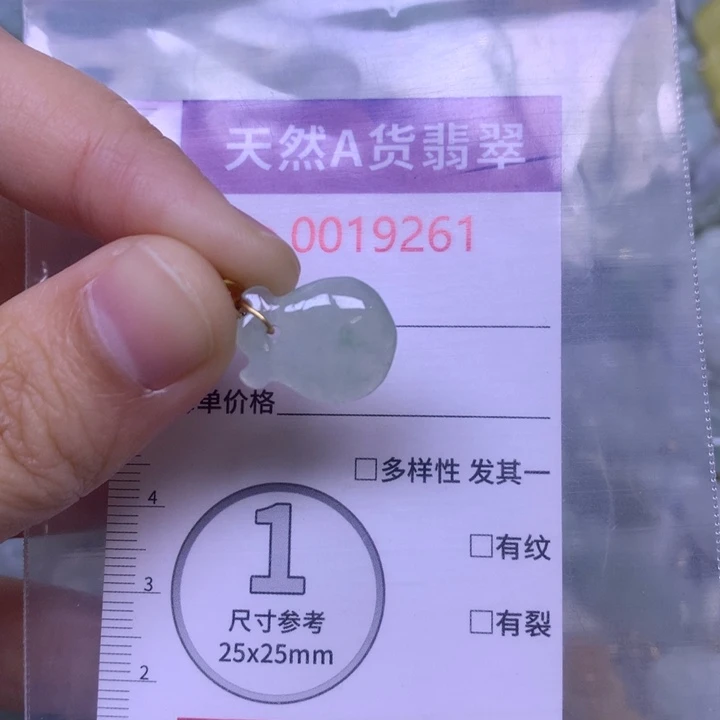 天然A货翡翠
0019261
单价格
□多样性 发其一
4
□有纹
1
3
尺寸参考
□有裂
25x25mm
2